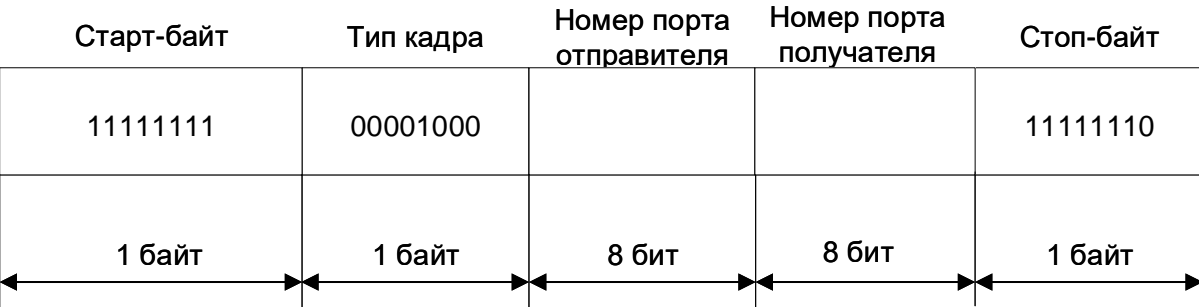 Старт-байт
Тип кадра
Номер порта
отправителя
Номер порта
получателя
Стоп-байт
11111111
00001000
11111110
1 байт
1 байт
8 бит
8 бит
1 байт